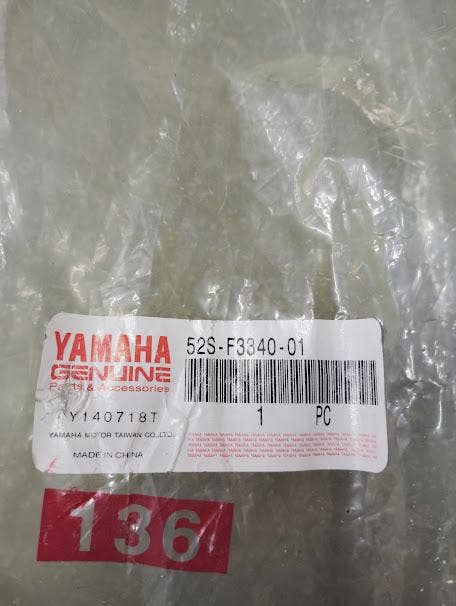 YAMAHA
GENUINE
Parts & Accessories
Y140718T
YAMAHA MOTOR TAIWAN CO.,LTD.
MADE IN CHINA
52S-F3340-01
1 PC
136